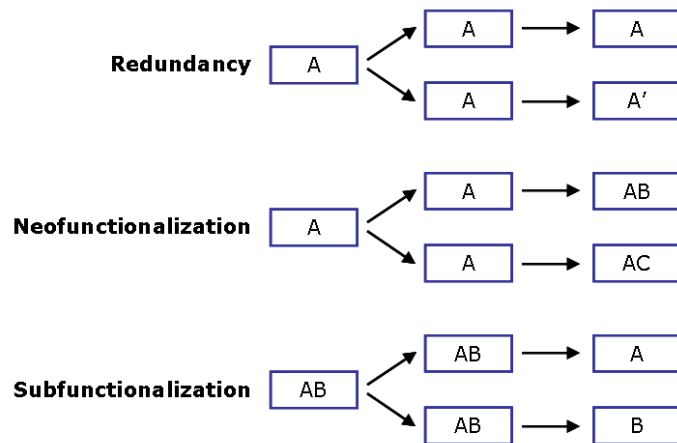 A A
Redundancy A
A A'
A AB
Neofunctionalization A
A AC
AB A
Subfunctionalization AB
AB B